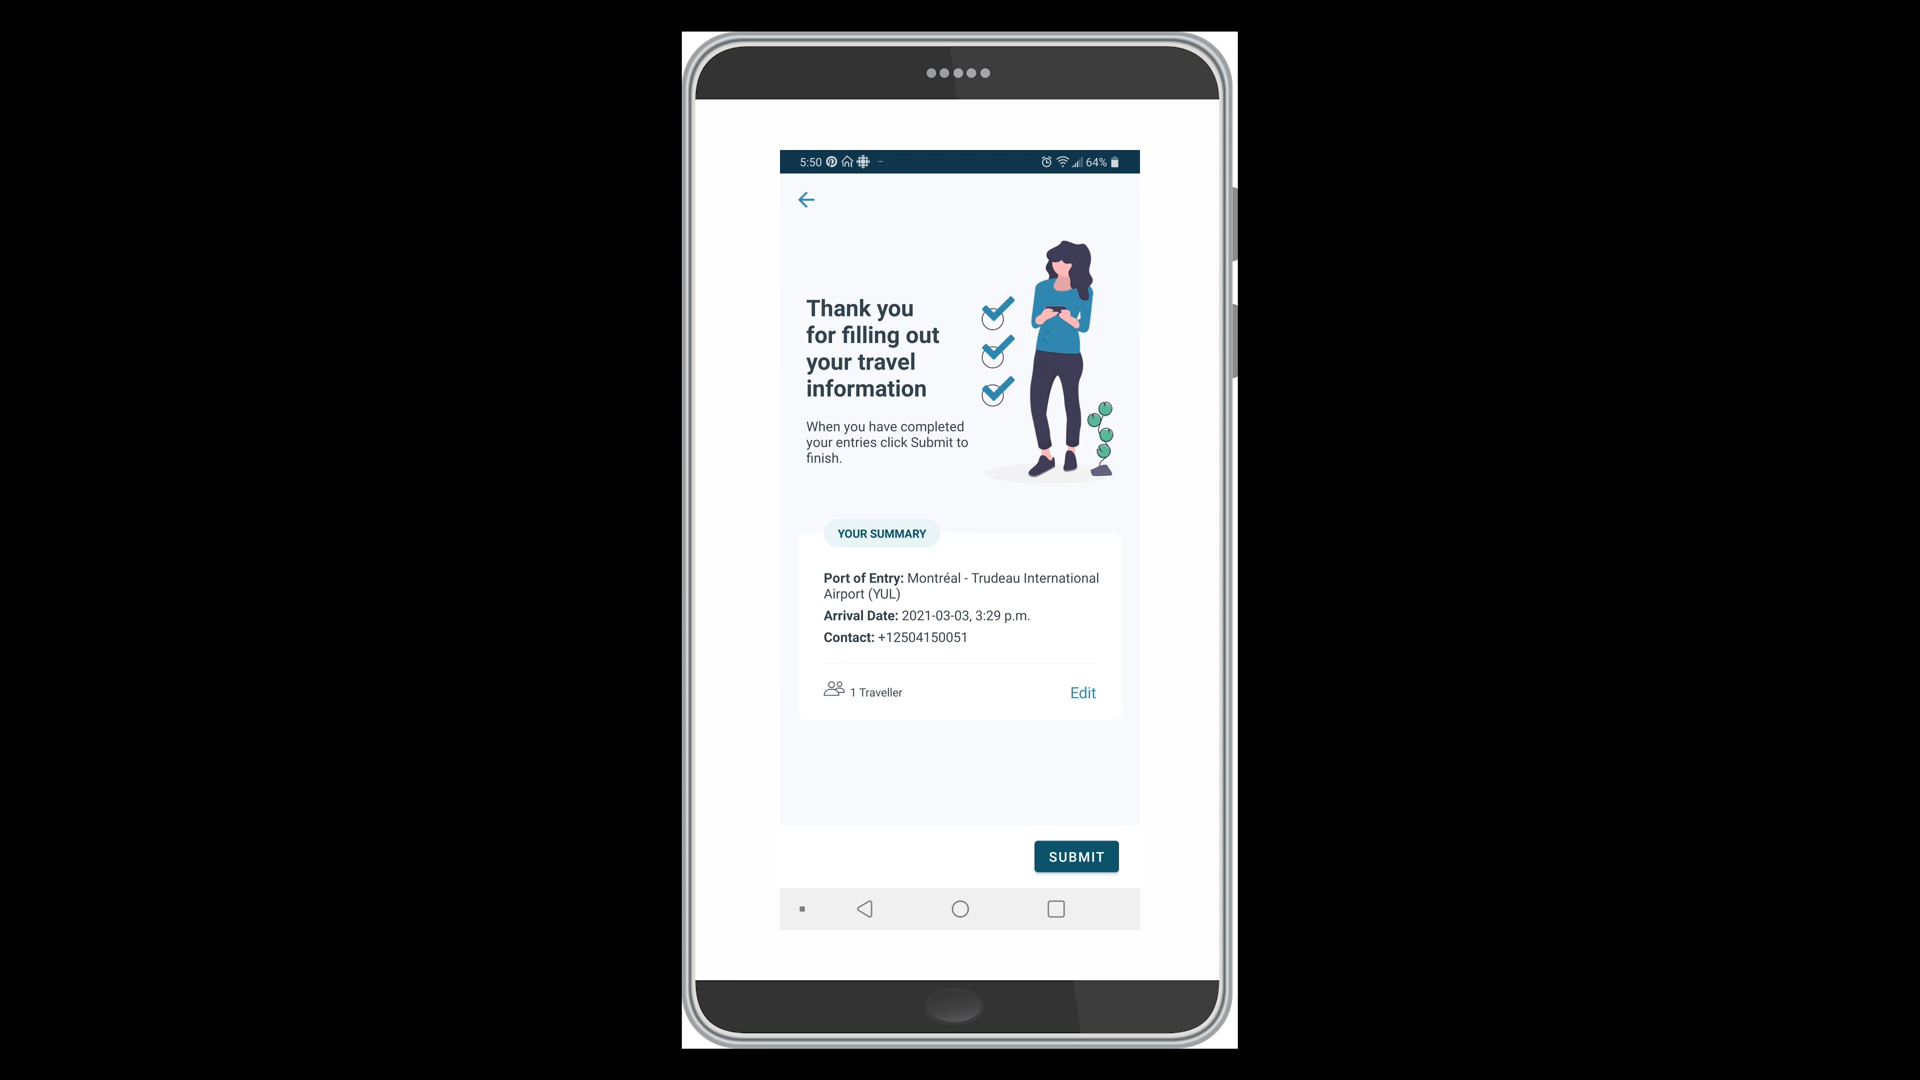 5:50
64%
Thank you
for filling out
your travel
information
When you have completed
your entries click Submit to
finish.
YOUR SUMMARY
Port of Entry: Montréal - Trudeau International
Airport (YUL)
Arrival Date: 2021-03-03, 3:29 p.m.
Contact: +12504150051
1 Traveller
Edit
SUBMIT